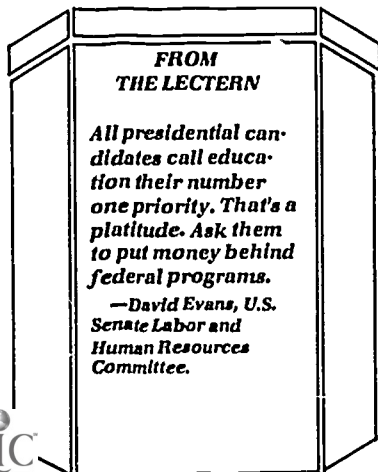 FROM
THE LECTERN
All presidential can-
didates call educa-
tion their number
one priority. That's a
platitude. Ask them
to put money behind
federal programs.
—David Evans, U.S.
Senate Labor and
Human Resources
Committee.